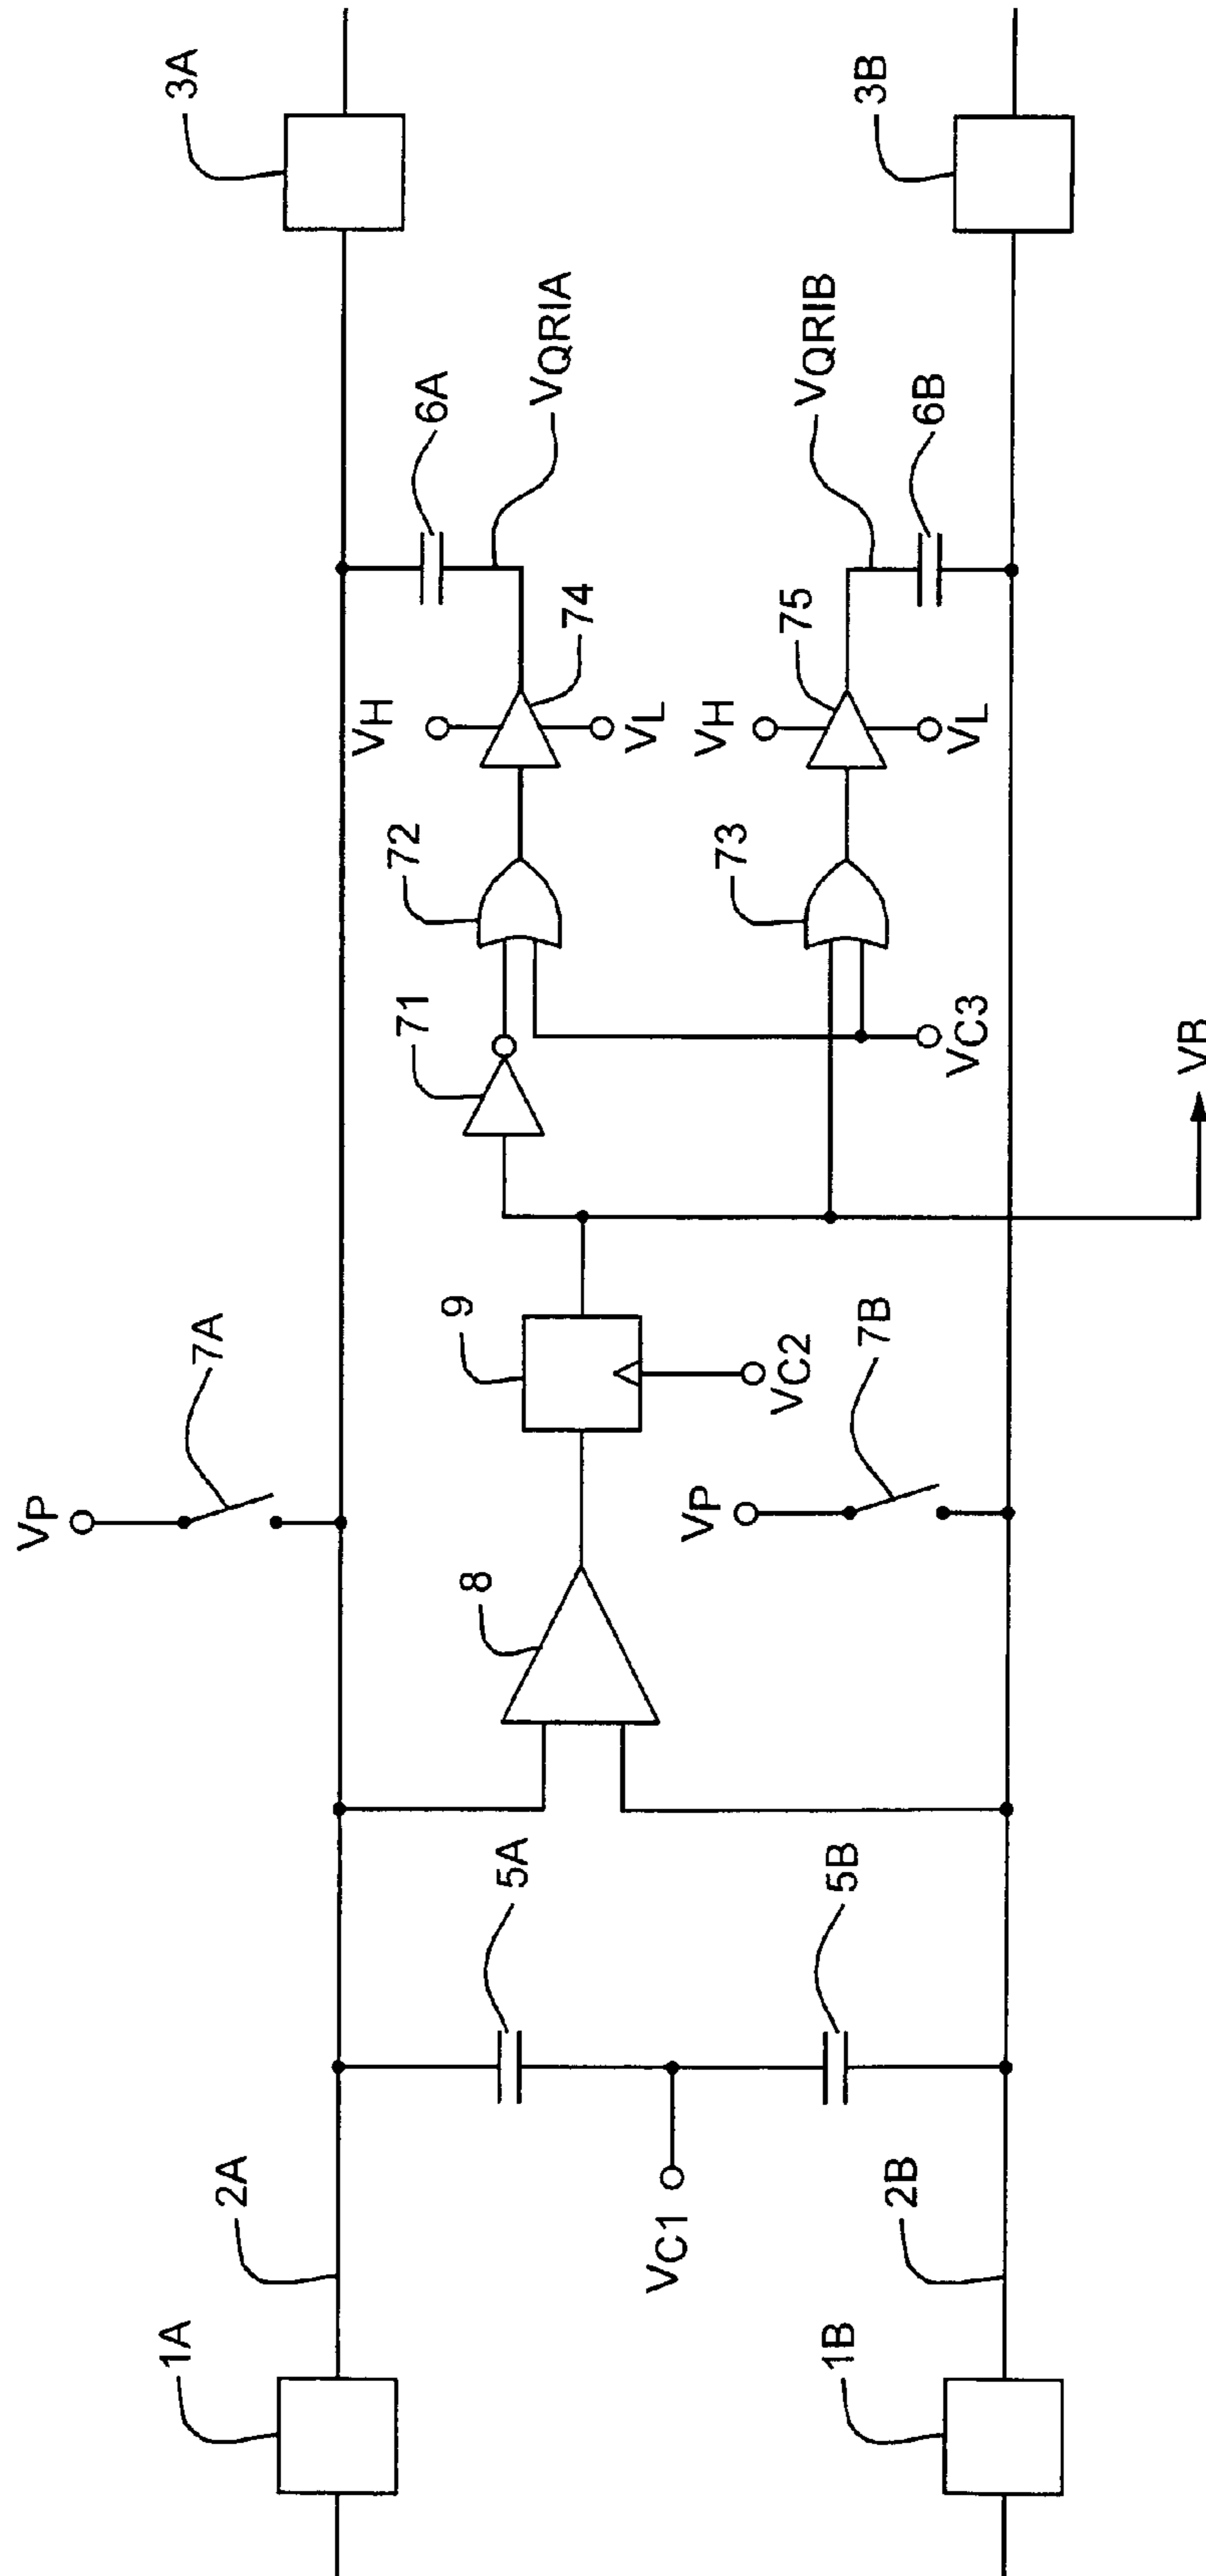 1A
2A
5A
8
VP
7A
9
VC2
71
72
VH
VL
74
6A
VQRIA
3A
VC1
5B
VP
7B
VC3
73
VH
VL
75
VQRIB
6B
3B
1B
2B
VB